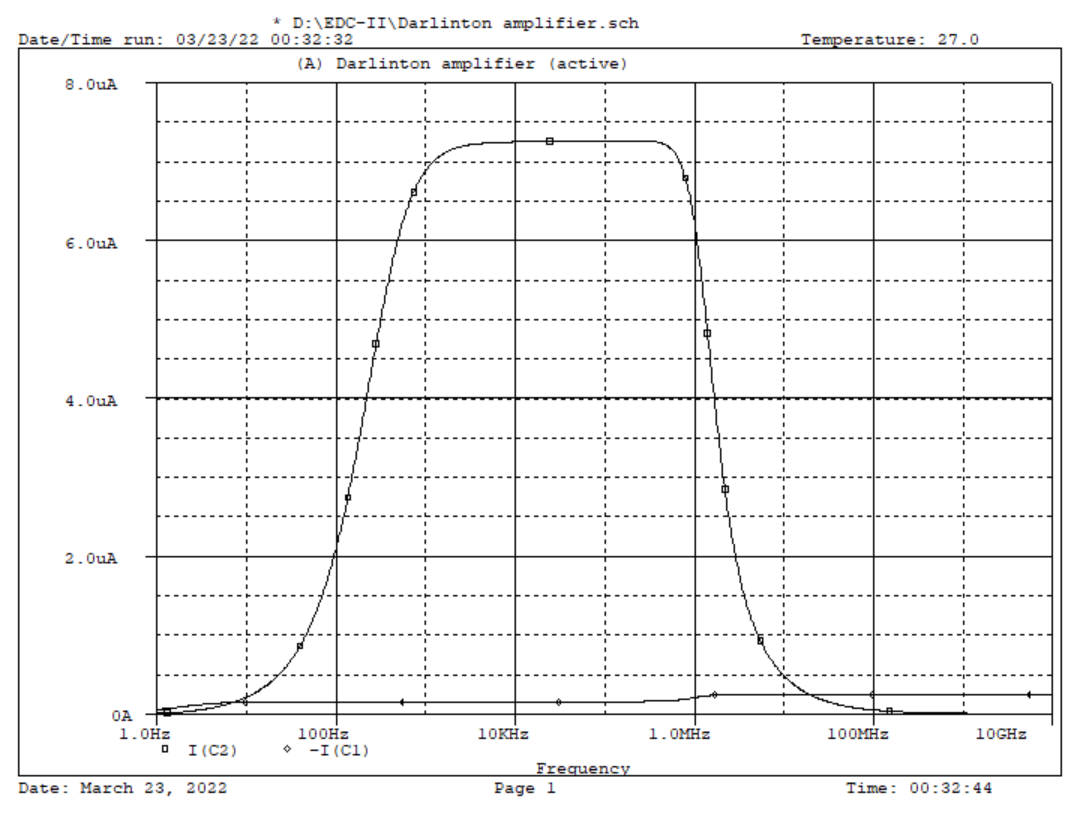 * D:\EDC-II\Darlinton amplifier.sch
Date/Time run: 03/23/22 00:32:32 Temperature: 27.0
(A) Darlinton amplifier (active)
8.0uA
6.0uA
4.0uA
2.0uA
0A
1.0Hz 100Hz 10KHz 1.0MHz 100MHz 10GHz
I(C2) -I(C1)
Frequency
Date: March 23, 2022 Page 1 Time: 00:32:44